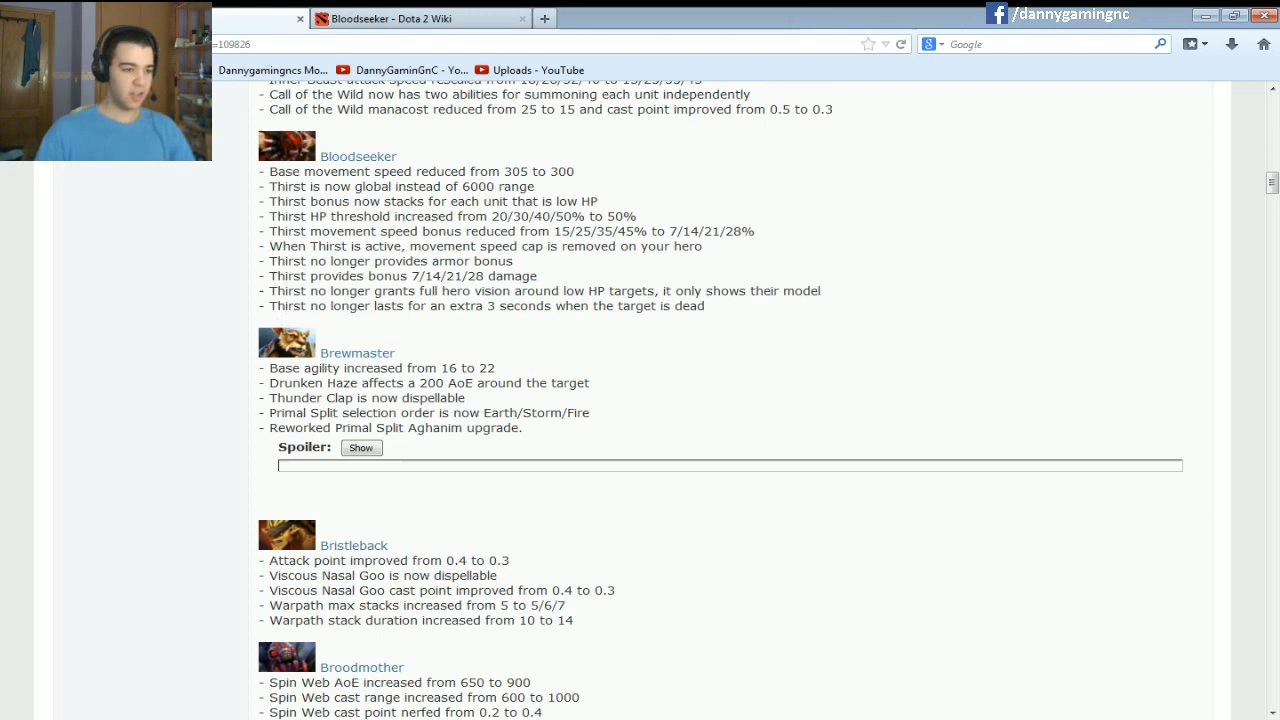 /dannygamingnc
Bloodseeker - Dota 2 Wiki
=109826
Google
Dannygamingncs Mo...
DannyGaminGnC - Yo...
Uploads - YouTube
- Call of the Wild now has two abilities for summoning each unit independently
- Call of the Wild manacost reduced from 25 to 15 and cast point improved from 0.5 to 0.3
Bloodseeker
- Base movement speed reduced from 305 to 300
- Thirst is now global instead of 6000 range
- Thirst bonus now stacks for each unit that is low HP
- Thirst HP threshold increased from 20/30/40/50% to 50%
- Thirst movement speed bonus reduced from 15/25/35/45% to 7/14/21/28%
- When Thirst is active, movement speed cap is removed on your hero
- Thirst no longer provides armor bonus
- Thirst provides bonus 7/14/21/28 damage
- Thirst no longer grants full hero vision around low HP targets, it only shows their model
- Thirst no longer lasts for an extra 3 seconds when the target is dead
Brewmaster
- Base agility increased from 16 to 22
- Drunken Haze affects a 200 AoE around the target
- Thunder Clap is now dispellable
- Primal Split selection order is now Earth/Storm/Fire
- Reworked Primal Split Aghanim upgrade.
Spoiler: Show
Bristleback
- Attack point improved from 0.4 to 0.3
- Viscous Nasal Goo is now dispellable
- Viscous Nasal Goo cast point improved from 0.4 to 0.3
- Warpath max stacks increased from 5 to 5/6/7
- Warpath stack duration increased from 10 to 14
Broodmother
- Spin Web AoE increased from 650 to 900
- Spin Web cast range increased from 600 to 1000
- Spin Web cast point nerfed from 0.2 to 0.4